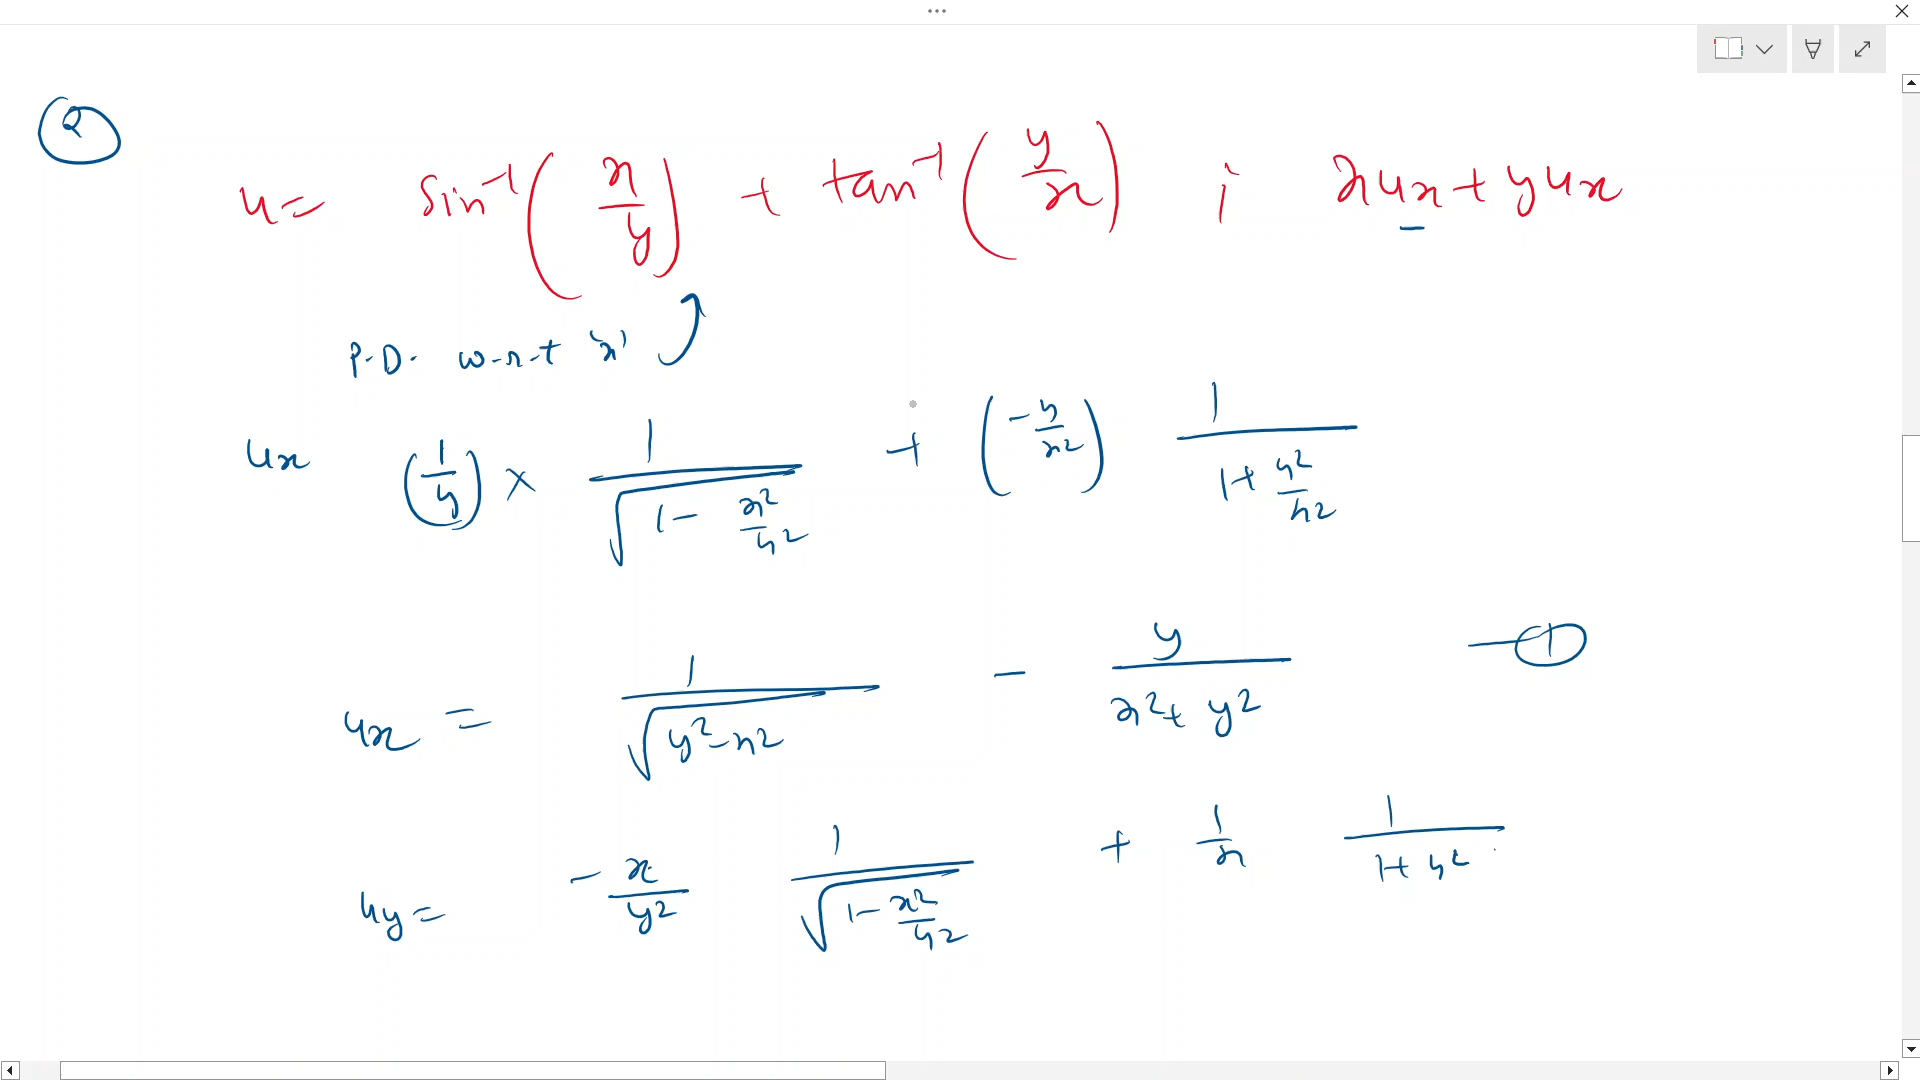 Q
u = sin⁻¹(x/y) + tan⁻¹(y/x) ; xux + yux
P.D. w.r.t 'x'
ux (1/y) × 1/√(1 - x²/y²) + (-y/x²) 1/(1 + y²/x²)
ux = 1/√(y² - x²) - y/(x² + y²) — ①
uy = -x/y² 1/√(1 - x²/y²) + 1/x 1/(1 + y²